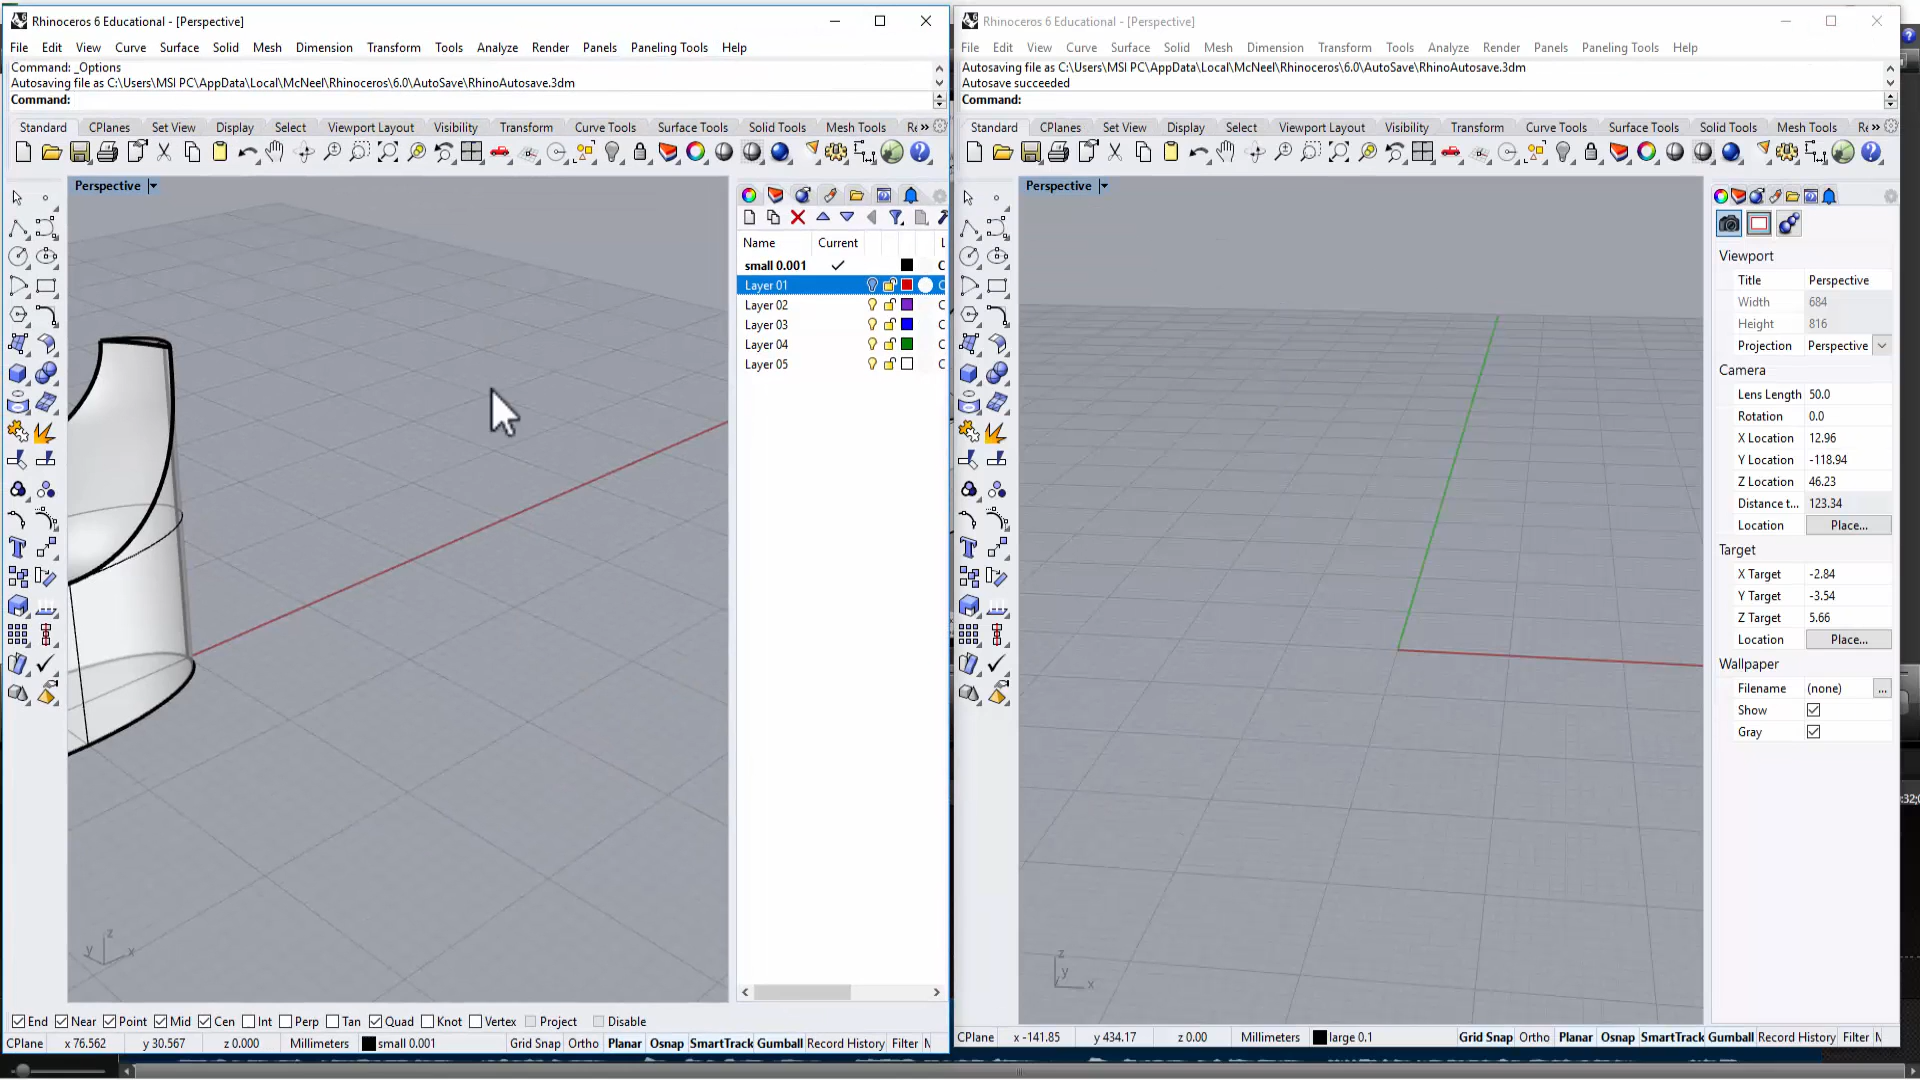 Rhinoceros 6 Educational - [Perspective]
File Edit View Curve Surface Solid Mesh Dimension Transform Tools Analyze Render Panels Paneling Tools Help
Command: _Options
Autosaving file as C:\Users\MSI PC\AppData\Local\McNeel\Rhinoceros\6.0\AutoSave\RhinoAutosave.3dm
Command:
Standard CPlanes Set View Display Select Viewport Layout Visibility Transform Curve Tools Surface Tools Solid Tools Mesh Tools Re »
Perspective
Name Current L
small 0.001 C
Layer 01 C
Layer 02 C
Layer 03 C
Layer 04 C
Layer 05 C
z
y x
End Near Point Mid Cen Int Perp Tan Quad Knot Vertex Project Disable
CPlane x 76.562 y 30.567 z 0.000 Millimeters small 0.001 Grid Snap Ortho Planar Osnap SmartTrack Gumball Record History Filter M
Rhinoceros 6 Educational - [Perspective]
File Edit View Curve Surface Solid Mesh Dimension Transform Tools Analyze Render Panels Paneling Tools Help
Autosaving file as C:\Users\MSI PC\AppData\Local\McNeel\Rhinoceros\6.0\AutoSave\RhinoAutosave.3dm
Autosave succeeded
Command:
Standard CPlanes Set View Display Select Viewport Layout Visibility Transform Curve Tools Surface Tools Solid Tools Mesh Tools Re »
Perspective
Viewport
Title Perspective
Width 684
Height 816
Projection Perspective
Camera
Lens Length 50.0
Rotation 0.0
X Location 12.96
Y Location -118.94
Z Location 46.23
Distance t... 123.34
Location Place...
Target
X Target -2.84
Y Target -3.54
Z Target 5.66
Location Place...
Wallpaper
Filename (none) ...
Show
Gray
z
y
x
CPlane x -141.85 y 434.17 z 0.00 Millimeters large 0.1 Grid Snap Ortho Planar Osnap SmartTrack Gumball Record History Filter M